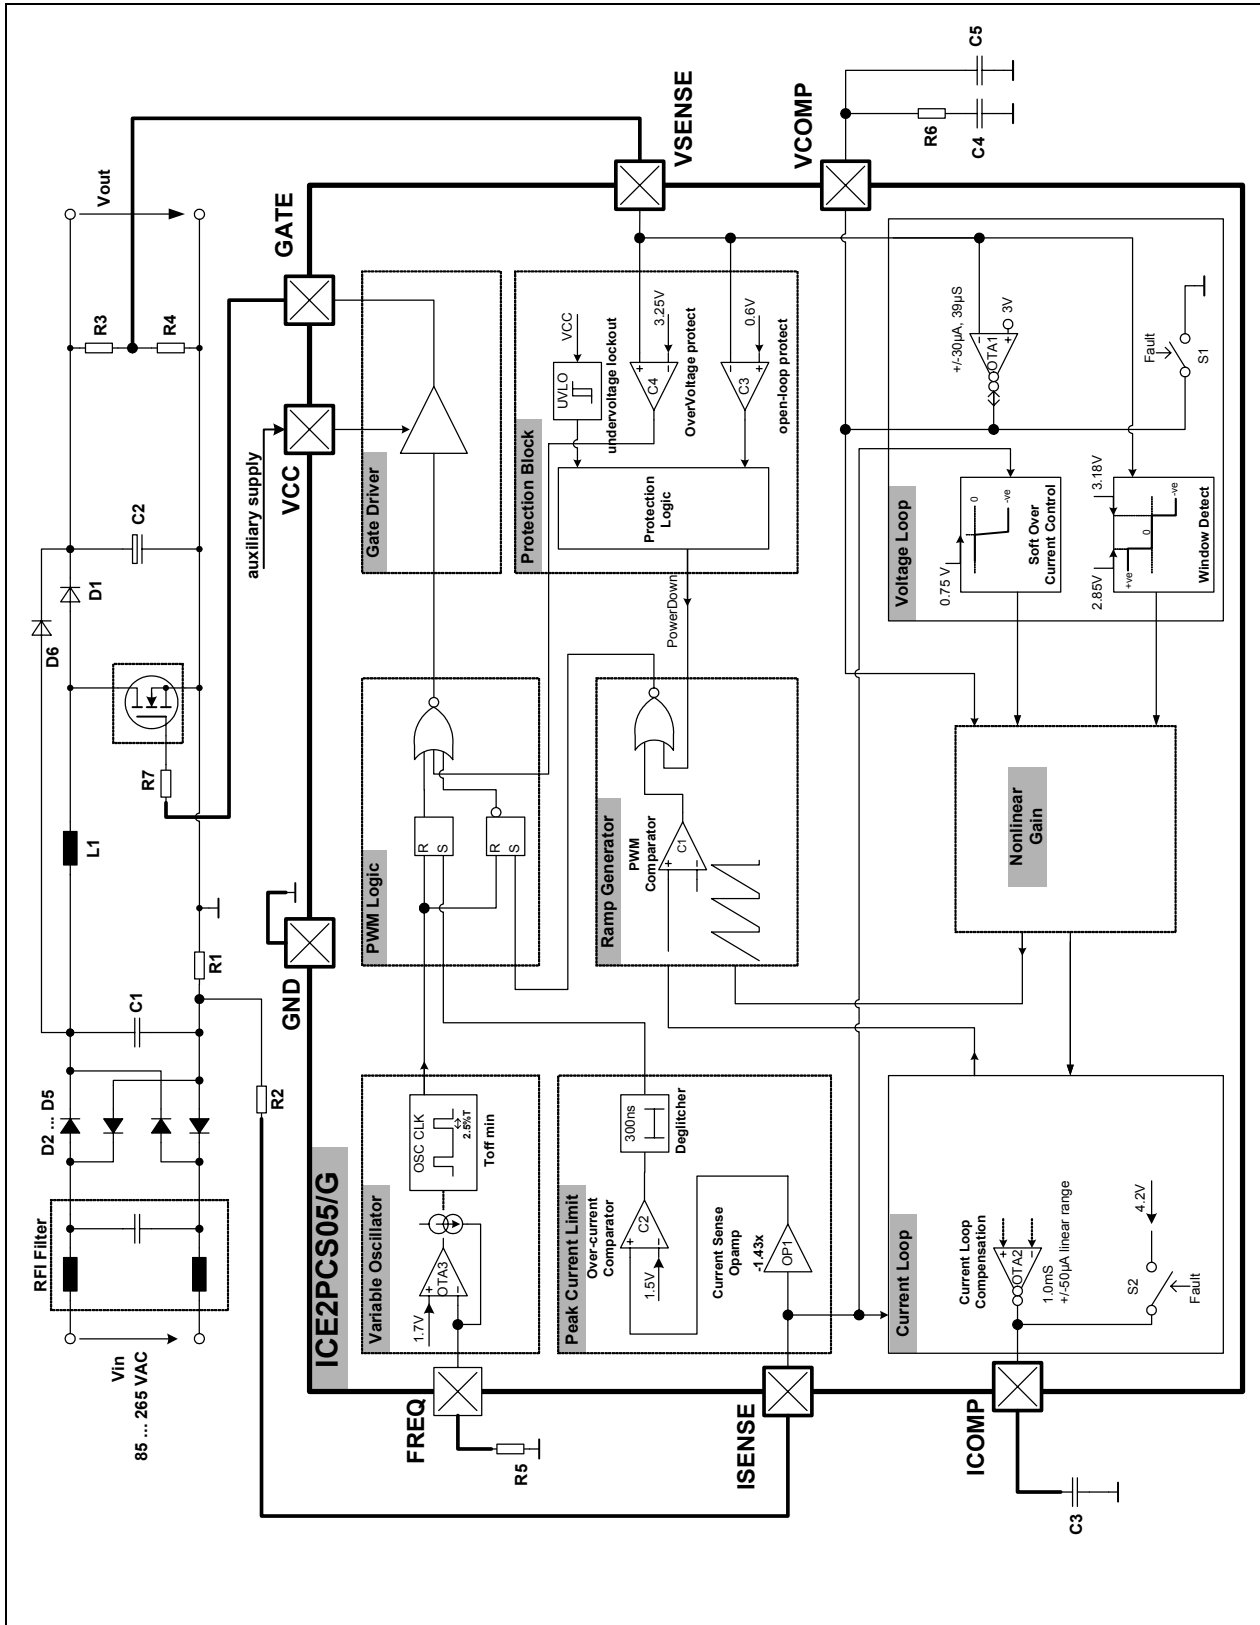 Vin
85 ... 265 VAC
RFI Filter
D2 ... D5
C1
R1
R2
L1
R7
D6
D1
C2
R3
R4
Vout
auxiliary supply
GND
VCC
GATE
ICE2PCS05/G
FREQ
R5
Variable Oscillator
1.7V
+
−
OTA3
OSC CLK
2.5%T
Toff min
PWM Logic
R
S
R
S
Gate Driver
Peak Current Limit
Over-current
Comparator
1.5V
+
−
C2
300ns
Deglitcher
Current Sense
Opamp
-1.43x
OP1
ISENSE
Ramp Generator
PWM
Comparator
C1
+
−
PowerDown
Protection Block
Protection
Logic
UVLO
VCC
undervoltage lockout
C4
+
−
3.25V
OverVoltage protect
C3
−
+
0.6V
open-loop protect
VSENSE
VCOMP
R6
C4
C5
Current Loop
Current Loop
Compensation
+
−
OTA2
1.0mS
+/-50µA linear range
4.2V
S2
Fault
ICOMP
C3
Nonlinear
Gain
Voltage Loop
0.75 V
0
-ve
Soft Over
Current Control
2.85V
3.18V
+ve
0
-ve
Window Detect
+/-30µA, 39µS
−
+
OTA1
3V
Fault
S1